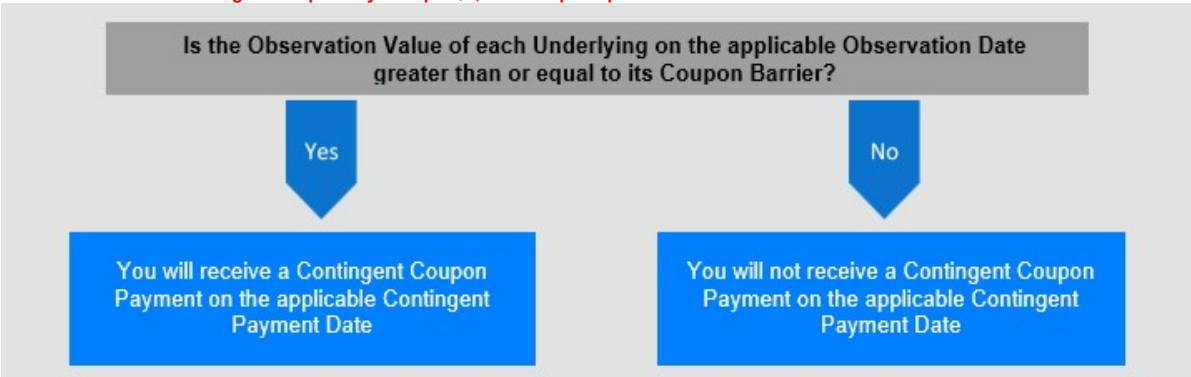 Is the Observation Value of each Underlying on the applicable Observation Date
greater than or equal to its Coupon Barrier?
Yes
No
You will receive a Contingent Coupon
Payment on the applicable Contingent
Payment Date
You will not receive a Contingent Coupon
Payment on the applicable Contingent
Payment Date